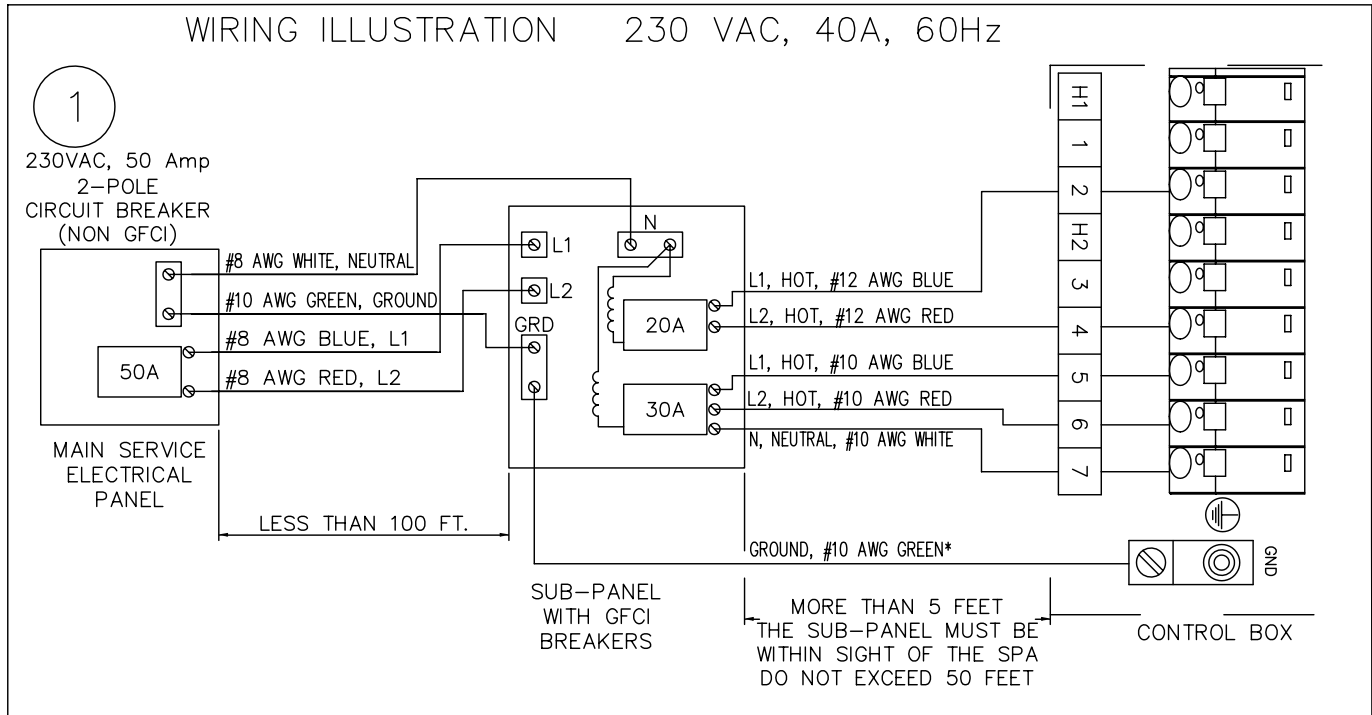 WIRING ILLUSTRATION 230 VAC, 40A, 60Hz
1
230VAC, 50 Amp
2-POLE
CIRCUIT BREAKER
(NON GFCI)
#8 AWG WHITE, NEUTRAL
#10 AWG GREEN, GROUND
#8 AWG BLUE, L1
#8 AWG RED, L2
50A
MAIN SERVICE
ELECTRICAL
PANEL
LESS THAN 100 FT.
L1
L2
GRD
N
20A
30A
SUB-PANEL
WITH GFCI
BREAKERS
L1, HOT, #12 AWG BLUE
L2, HOT, #12 AWG RED
L1, HOT, #10 AWG BLUE
L2, HOT, #10 AWG RED
N, NEUTRAL, #10 AWG WHITE
GROUND, #10 AWG GREEN*
MORE THAN 5 FEET
THE SUB-PANEL MUST BE
WITHIN SIGHT OF THE SPA
DO NOT EXCEED 50 FEET
H1
1
2
H2
3
4
5
6
7
GND
CONTROL BOX